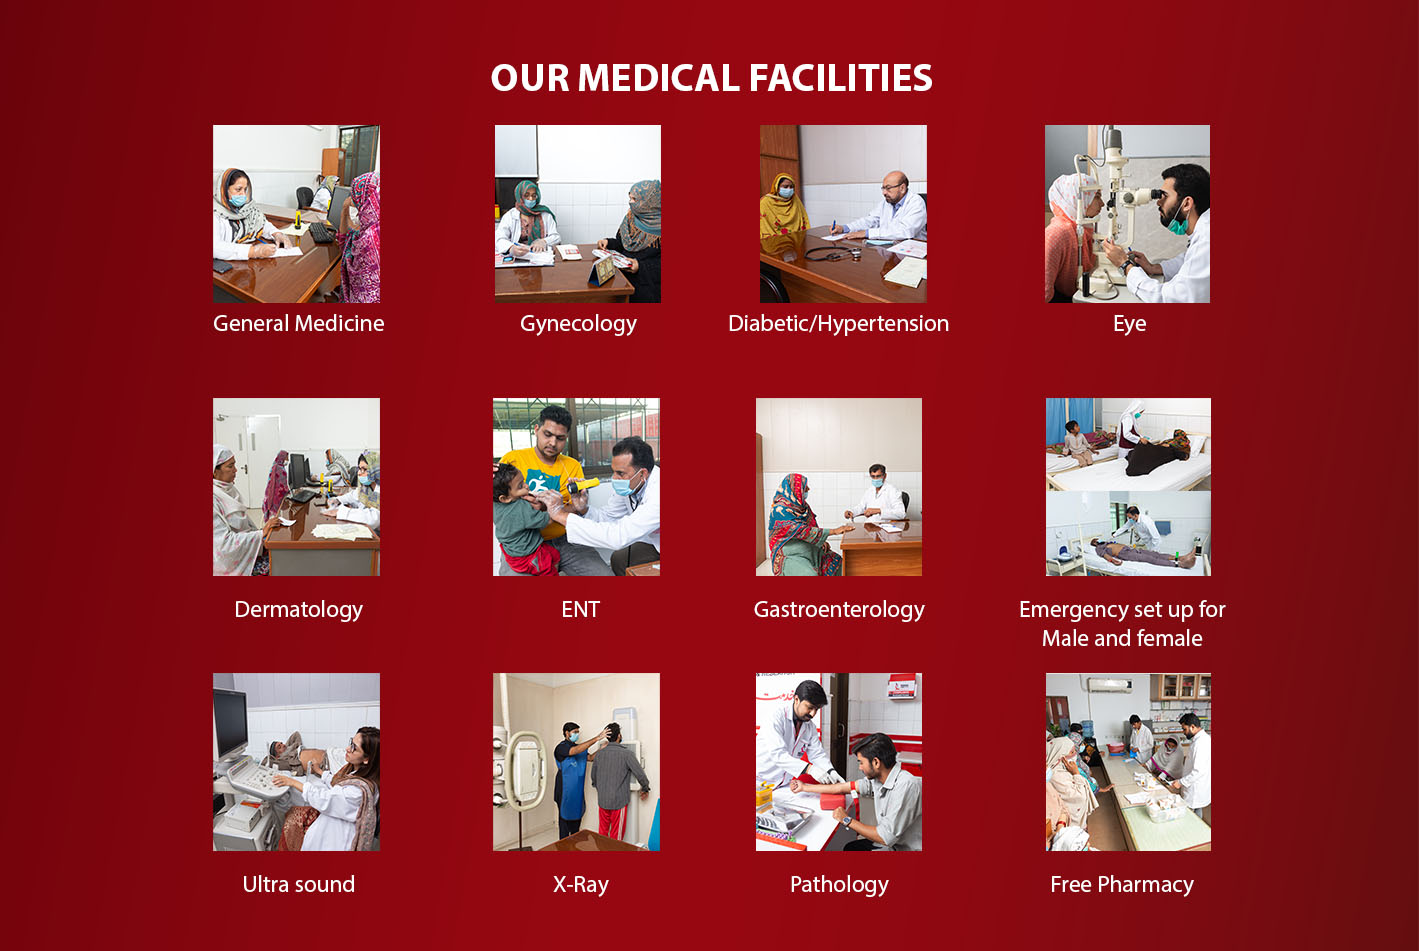 OUR MEDICAL FACILITIES
General Medicine
Gynecology
Diabetic/Hypertension
Eye
Dermatology
ENT
Gastroenterology
Emergency set up for
Male and female
Ultra sound
X-Ray
Pathology
Free Pharmacy